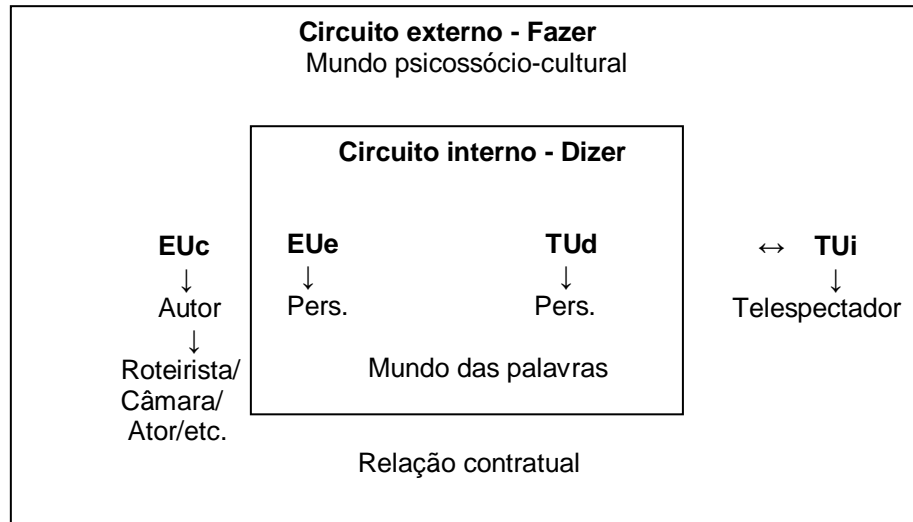 Circuito externo - Fazer
Mundo psicossócio-cultural
Circuito interno - Dizer
EUc EUe TUd ↔ TUi
↓ ↓ ↓ ↓
Autor Pers. Pers. Telespectador
↓
Roteirista/ Mundo das palavras
Câmara/
Ator/etc.
Relação contratual